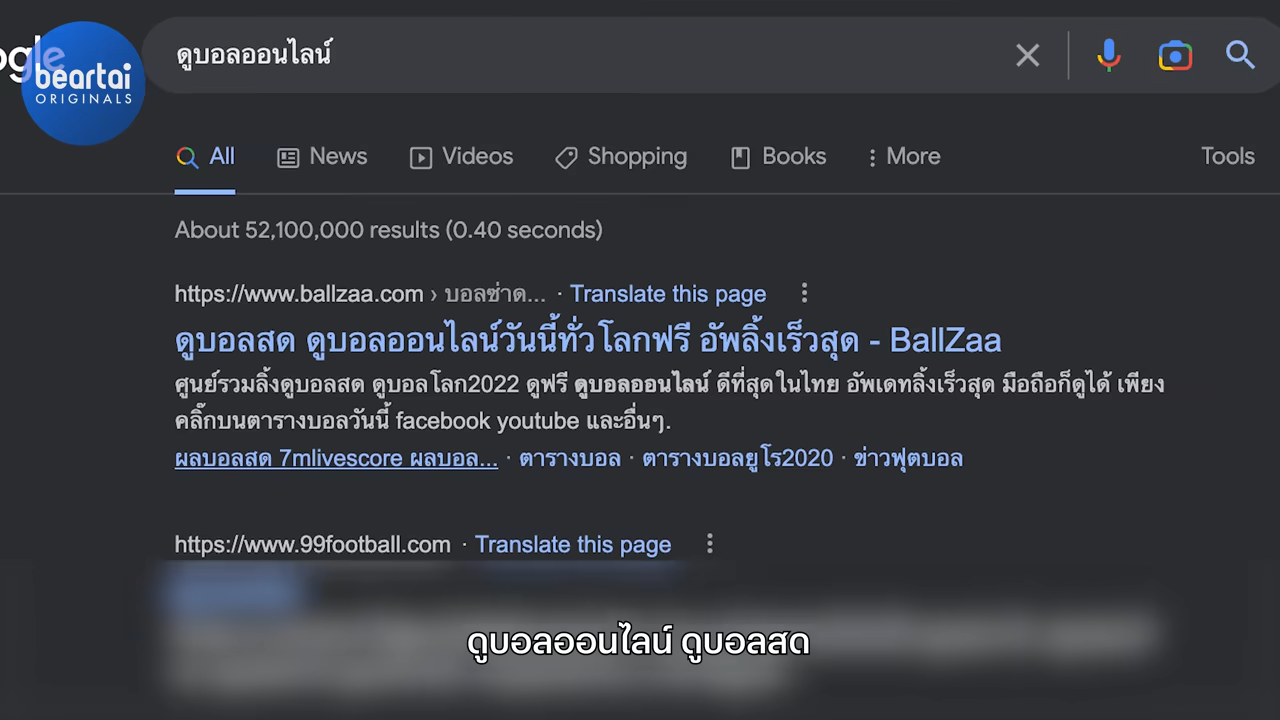 ogle
beartai
ORIGINALS
ดูบอลออนไลน์
All News Videos Shopping Books More Tools
About 52,100,000 results (0.40 seconds)
https://www.ballzaa.com › บอลซ่าด... · Translate this page
ดูบอลสด ดูบอลออนไลน์วันนี้ทั่วโลกฟรี อัพลิ้งเร็วสุด - BallZaa
ศูนย์รวมลิ้งดูบอลสด ดูบอลโลก2022 ดูฟรี ดูบอลออนไลน์ ดีที่สุดในไทย อัพเดทลิ้งเร็วสุด มือถือก็ดูได้ เพียง
คลิ๊กบนตารางบอลวันนี้ facebook youtube และอื่นๆ.
ผลบอลสด 7mlivescore ผลบอล... · ตารางบอล · ตารางบอลยูโร2020 · ข่าวฟุตบอล
https://www.99football.com · Translate this page
ดูบอลออนไลน์ ดูบอลสด